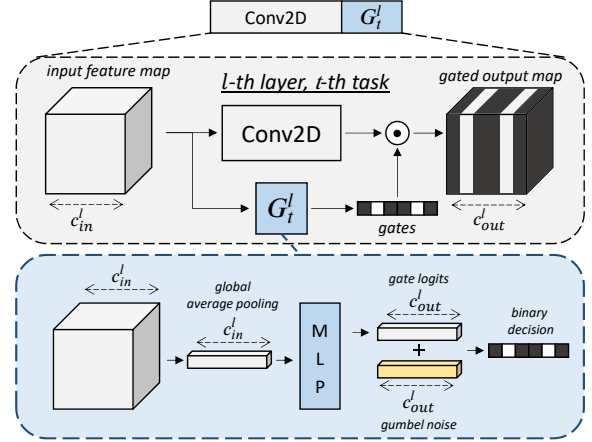 Conv2D G_t^l
input feature map
l-th layer, t-th task
gated output map
Conv2D
c_in^l
G_t^l
gates
c_out^l
c_in^l
global
average pooling
c_in^l
M
L
P
gate logits
c_out^l
+
c_out^l
gumbel noise
binary
decision